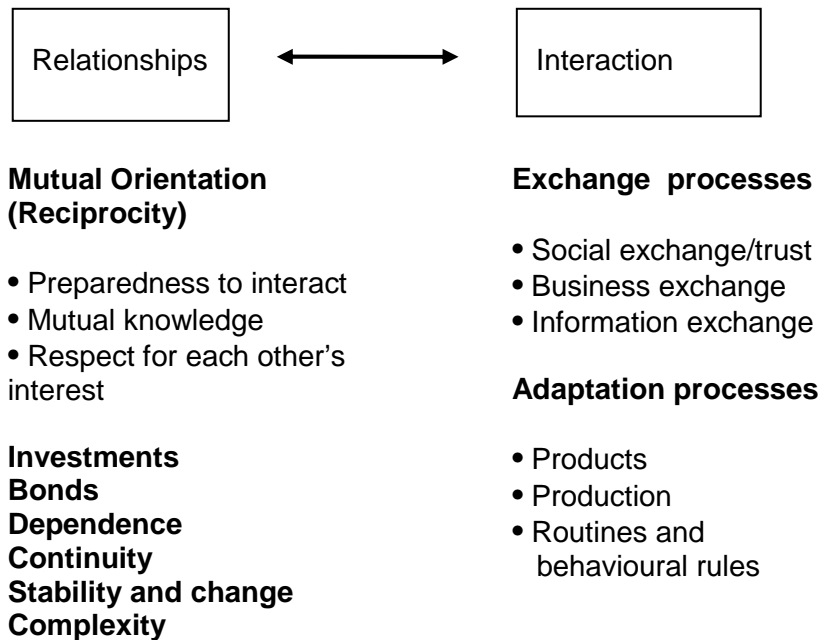 Relationships
Interaction
Mutual Orientation
(Reciprocity)
• Preparedness to interact
• Mutual knowledge
• Respect for each other’s
interest
Investments
Bonds
Dependence
Continuity
Stability and change
Complexity
Exchange processes
• Social exchange/trust
• Business exchange
• Information exchange
Adaptation processes
• Products
• Production
• Routines and
behavioural rules